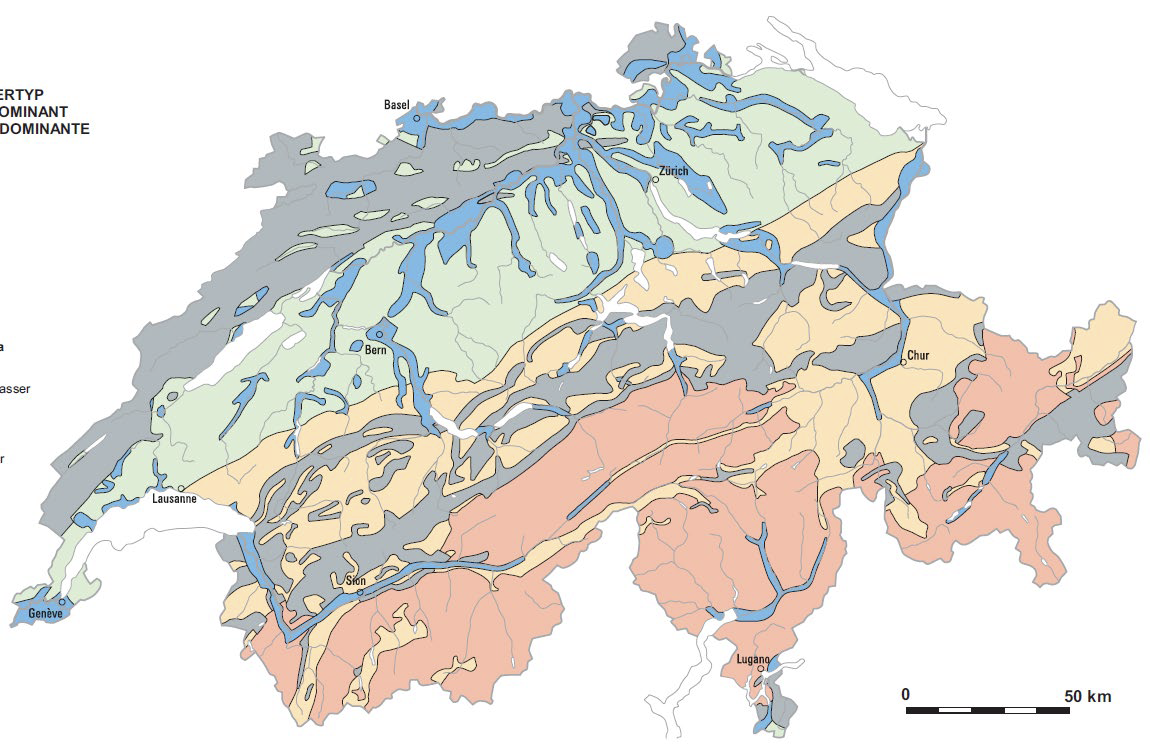 ERTYP
OMINANT
DOMINANTE
Basel
Zürich
a
Bern
Chur
asser
r
Lausanne
Sion
Genève
Lugano
0 50 km